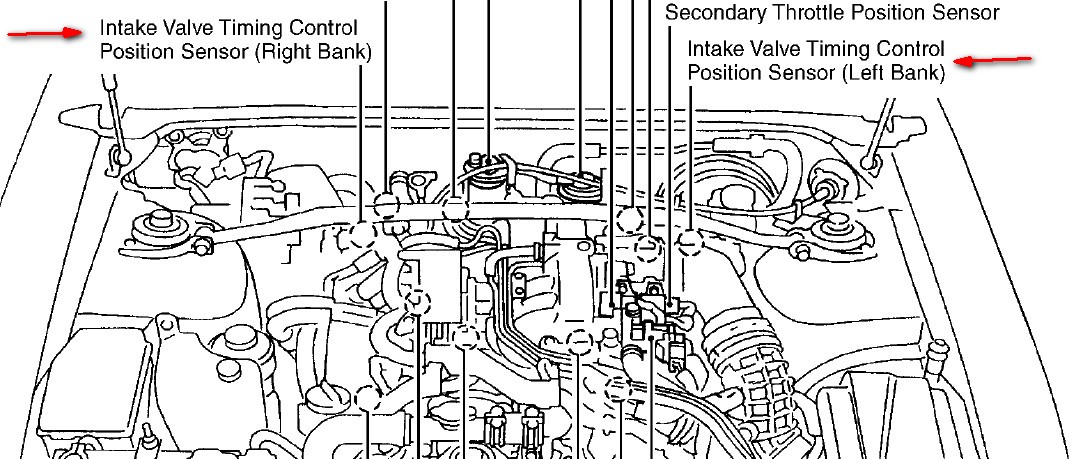 Intake Valve Timing Control
Position Sensor (Right Bank)
Secondary Throttle Position Sensor
Intake Valve Timing Control
Position Sensor (Left Bank)